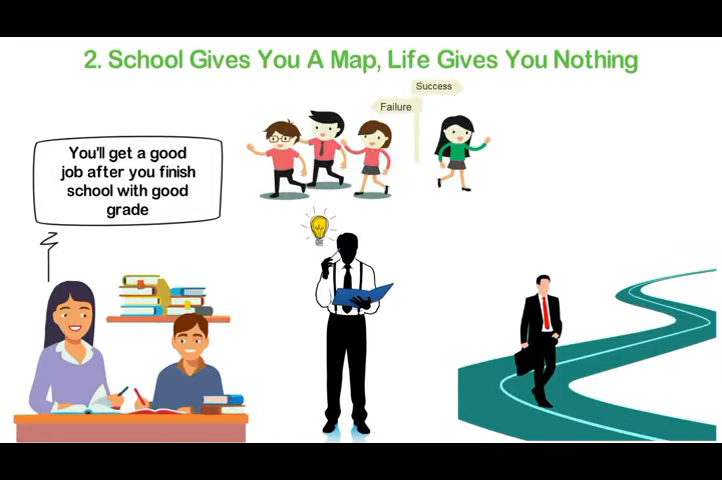 2. School Gives You A Map, Life Gives You Nothing
Success
Failure
You'll get a good
job after you finish
school with good
grade